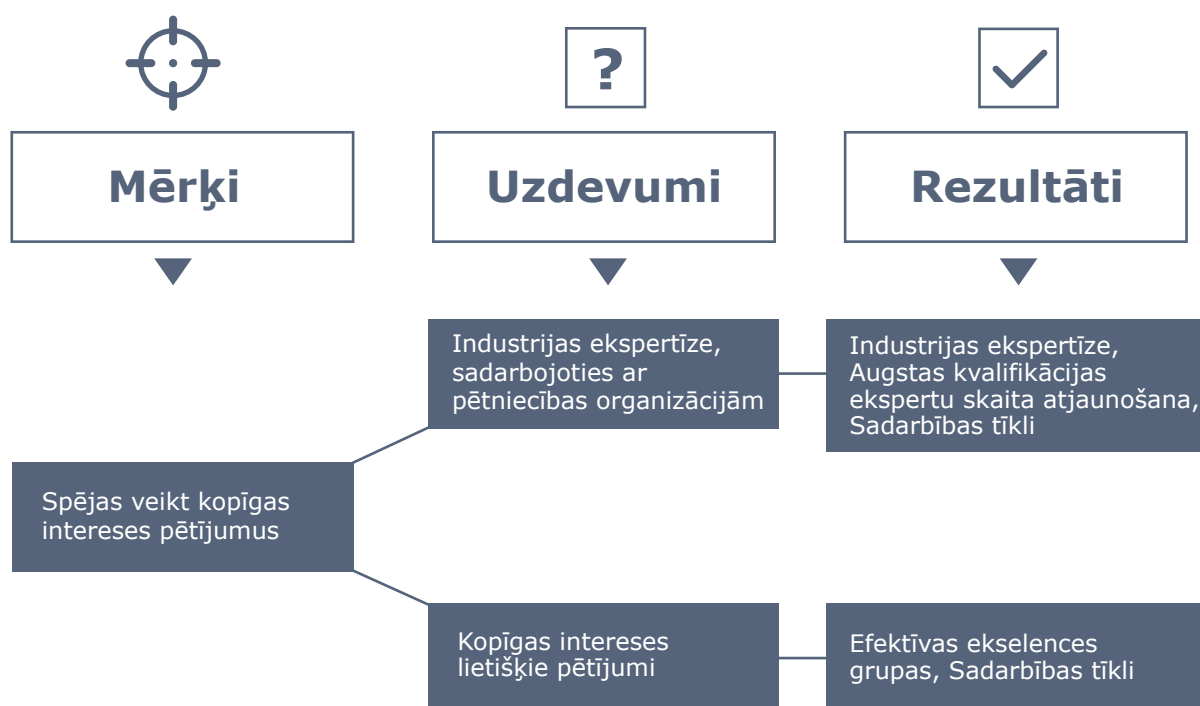 ?
Mērķi
Uzdevumi
Rezultāti
Industrijas ekspertīze,
sadarbojoties ar
pētniecības organizācijām
Industrijas ekspertīze,
Augstas kvalifikācijas
ekspertu skaita atjaunošana,
Sadarbības tīkli
Spējas veikt kopīgas
intereses pētījumus
Kopīgas intereses
lietišķie pētījumi
Efektīvas ekselences
grupas, Sadarbības tīkli